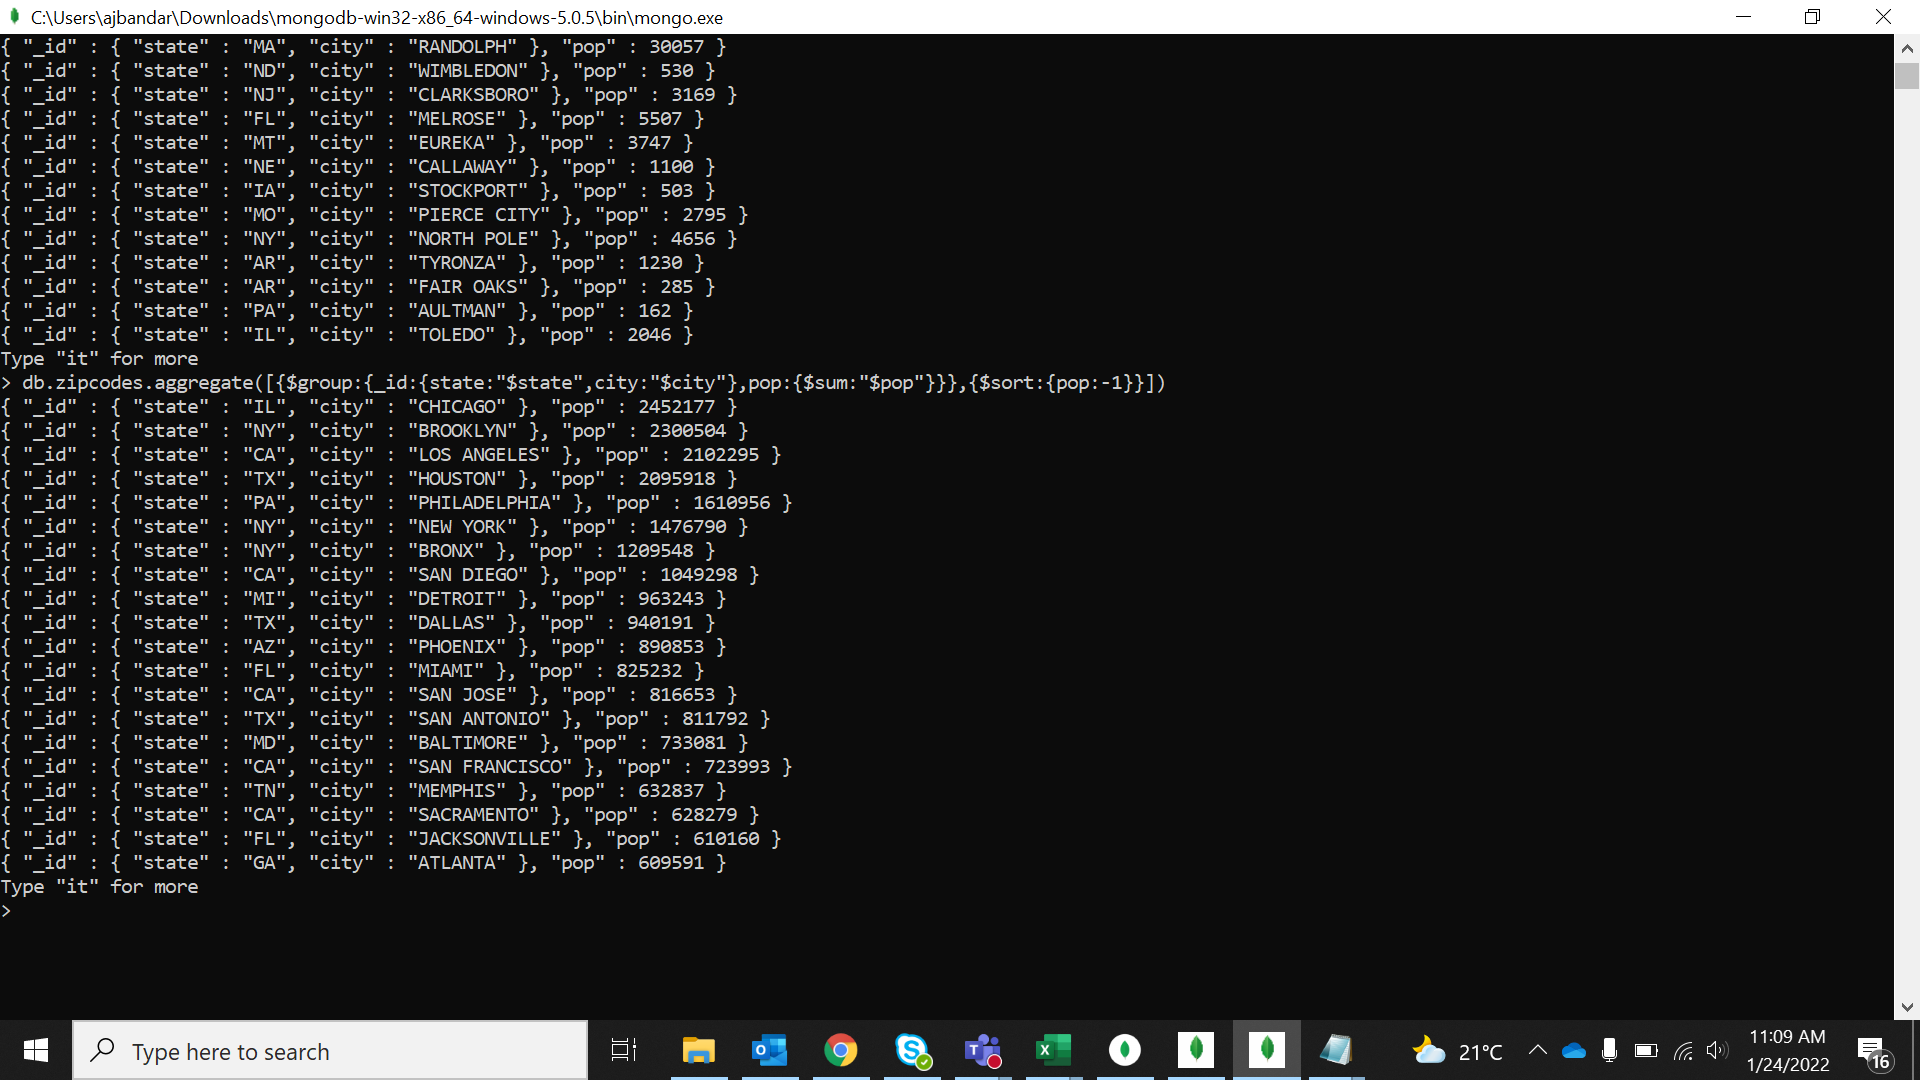 C:\Users\ajbandar\Downloads\mongodb-win32-x86_64-windows-5.0.5\bin\mongo.exe
{ "_id" : { "state" : "MA", "city" : "RANDOLPH" }, "pop" : 30057 }
{ "_id" : { "state" : "ND", "city" : "WIMBLEDON" }, "pop" : 530 }
{ "_id" : { "state" : "NJ", "city" : "CLARKSBORO" }, "pop" : 3169 }
{ "_id" : { "state" : "FL", "city" : "MELROSE" }, "pop" : 5507 }
{ "_id" : { "state" : "MT", "city" : "EUREKA" }, "pop" : 3747 }
{ "_id" : { "state" : "NE", "city" : "CALLAWAY" }, "pop" : 1100 }
{ "_id" : { "state" : "IA", "city" : "STOCKPORT" }, "pop" : 503 }
{ "_id" : { "state" : "MO", "city" : "PIERCE CITY" }, "pop" : 2795 }
{ "_id" : { "state" : "NY", "city" : "NORTH POLE" }, "pop" : 4656 }
{ "_id" : { "state" : "AR", "city" : "TYRONZA" }, "pop" : 1230 }
{ "_id" : { "state" : "AR", "city" : "FAIR OAKS" }, "pop" : 285 }
{ "_id" : { "state" : "PA", "city" : "AULTMAN" }, "pop" : 162 }
{ "_id" : { "state" : "IL", "city" : "TOLEDO" }, "pop" : 2046 }
Type "it" for more
> db.zipcodes.aggregate([{$group:{_id:{state:"$state",city:"$city"},pop:{$sum:"$pop"}}},{$sort:{pop:-1}}])
{ "_id" : { "state" : "IL", "city" : "CHICAGO" }, "pop" : 2452177 }
{ "_id" : { "state" : "NY", "city" : "BROOKLYN" }, "pop" : 2300504 }
{ "_id" : { "state" : "CA", "city" : "LOS ANGELES" }, "pop" : 2102295 }
{ "_id" : { "state" : "TX", "city" : "HOUSTON" }, "pop" : 2095918 }
{ "_id" : { "state" : "PA", "city" : "PHILADELPHIA" }, "pop" : 1610956 }
{ "_id" : { "state" : "NY", "city" : "NEW YORK" }, "pop" : 1476790 }
{ "_id" : { "state" : "NY", "city" : "BRONX" }, "pop" : 1209548 }
{ "_id" : { "state" : "CA", "city" : "SAN DIEGO" }, "pop" : 1049298 }
{ "_id" : { "state" : "MI", "city" : "DETROIT" }, "pop" : 963243 }
{ "_id" : { "state" : "TX", "city" : "DALLAS" }, "pop" : 940191 }
{ "_id" : { "state" : "AZ", "city" : "PHOENIX" }, "pop" : 890853 }
{ "_id" : { "state" : "FL", "city" : "MIAMI" }, "pop" : 825232 }
{ "_id" : { "state" : "CA", "city" : "SAN JOSE" }, "pop" : 816653 }
{ "_id" : { "state" : "TX", "city" : "SAN ANTONIO" }, "pop" : 811792 }
{ "_id" : { "state" : "MD", "city" : "BALTIMORE" }, "pop" : 733081 }
{ "_id" : { "state" : "CA", "city" : "SAN FRANCISCO" }, "pop" : 723993 }
{ "_id" : { "state" : "TN", "city" : "MEMPHIS" }, "pop" : 632837 }
{ "_id" : { "state" : "CA", "city" : "SACRAMENTO" }, "pop" : 628279 }
{ "_id" : { "state" : "FL", "city" : "JACKSONVILLE" }, "pop" : 610160 }
{ "_id" : { "state" : "GA", "city" : "ATLANTA" }, "pop" : 609591 }
Type "it" for more
>
Type here to search
21°C
11:09 AM
1/24/2022
16